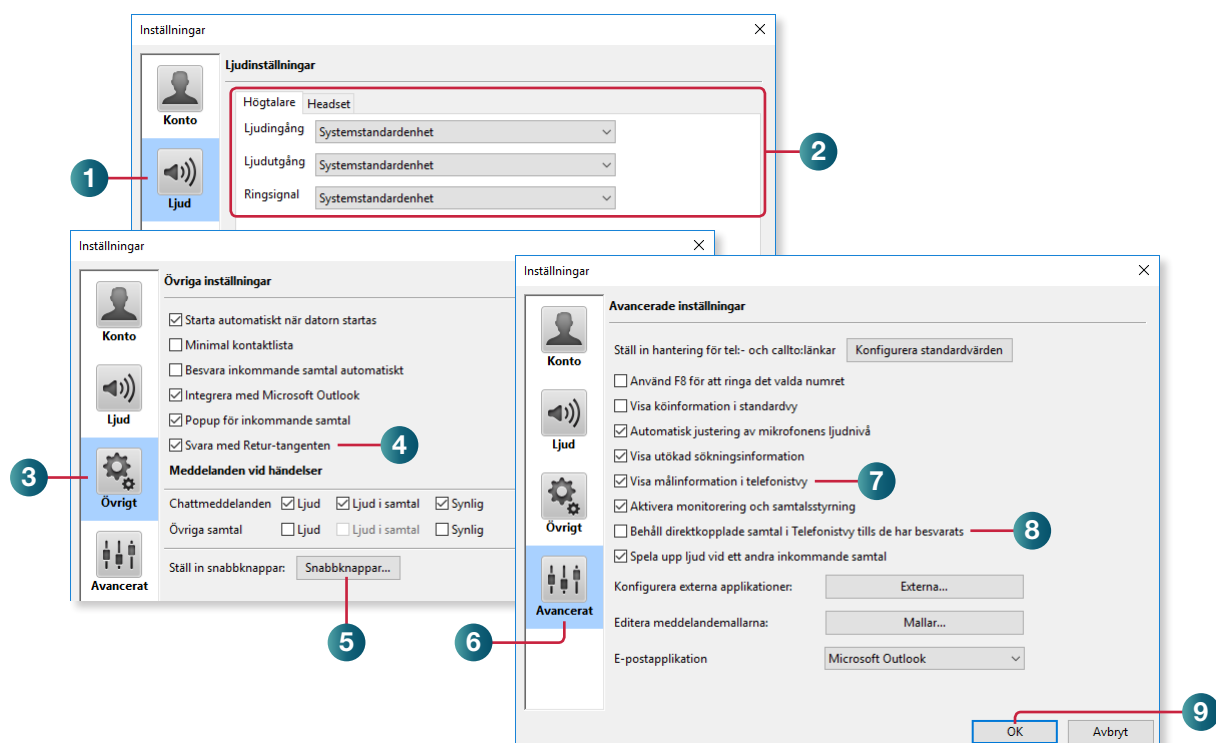 Inställningar
Ljudinställningar
Konto
Ljud
Högtalare Headset
Ljudingång Systemstandardenhet
Ljudutgång Systemstandardenhet
Ringsignal Systemstandardenhet
1
2
Inställningar
Övriga inställningar
Konto
Ljud
Övrigt
Avancerat
Starta automatiskt när datorn startas
Minimal kontaktlista
Besvara inkommande samtal automatiskt
Integrera med Microsoft Outlook
Popup för inkommande samtal
Svara med Retur-tangenten
4
3
Meddelanden vid händelser
Chattmeddelanden Ljud Ljud i samtal Synlig
Övriga samtal Ljud Ljud i samtal Synlig
Ställ in snabbknappar: Snabbknappar...
5
Inställningar
Avancerade inställningar
Konto
Ljud
Övrigt
Avancerat
6
Ställ in hantering för tel:- och callto:länkar Konfigurera standardvärden
Använd F8 för att ringa det valda numret
Visa köinformation i standardvy
Automatisk justering av mikrofonens ljudnivå
Visa utökad sökningsinformation
Visa målinformation i telefonistvy
7
Aktivera monitorering och samtalsstyrning
Behåll direktkopplade samtal i Telefonistvy tills de har besvarats
8
Spela upp ljud vid ett andra inkommande samtal
Konfigurera externa applikationer: Externa...
Editera meddelandemallarna: Mallar...
E-postapplikation Microsoft Outlook
9
OK Avbryt